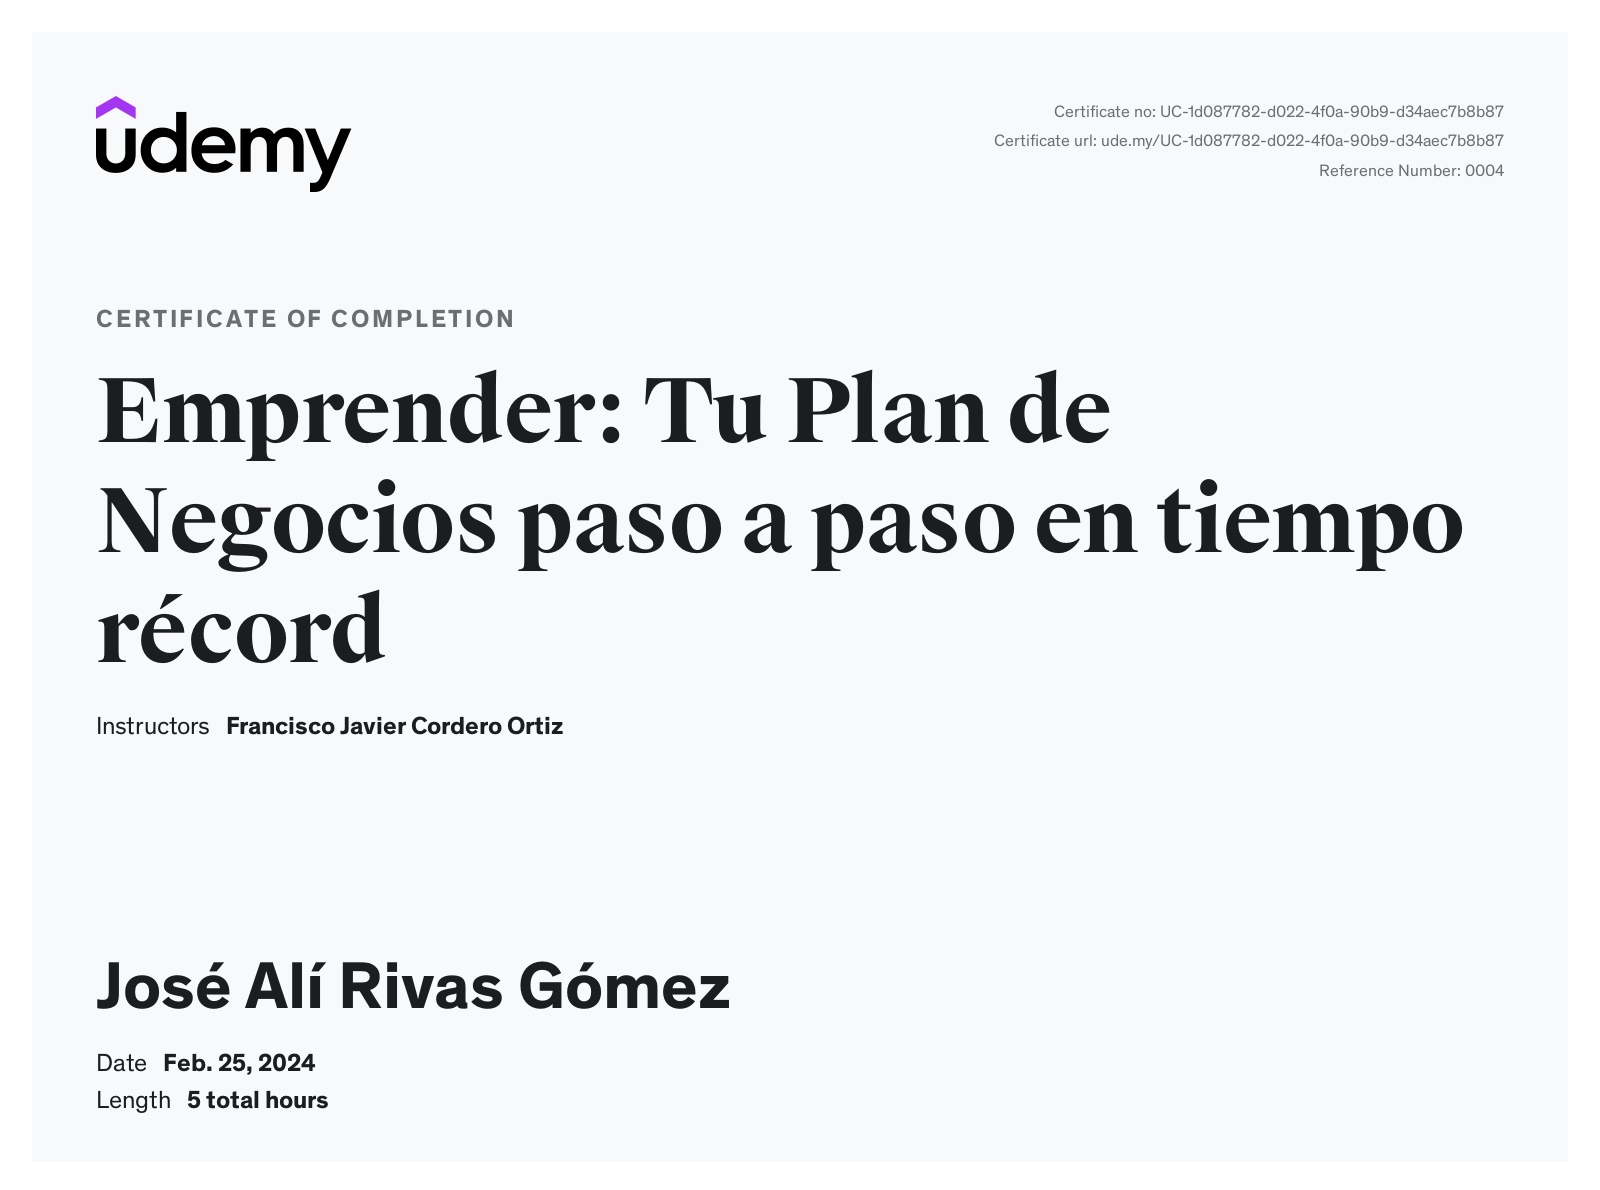 udemy
Certificate no: UC-1d087782-d022-4f0a-90b9-d34aec7b8b87
Certificate url: ude.my/UC-1d087782-d022-4f0a-90b9-d34aec7b8b87
Reference Number: 0004
CERTIFICATE OF COMPLETION
Emprender: Tu Plan de
Negocios paso a paso en tiempo
récord
Instructors Francisco Javier Cordero Ortiz
José Alí Rivas Gómez
Date Feb. 25, 2024
Length 5 total hours